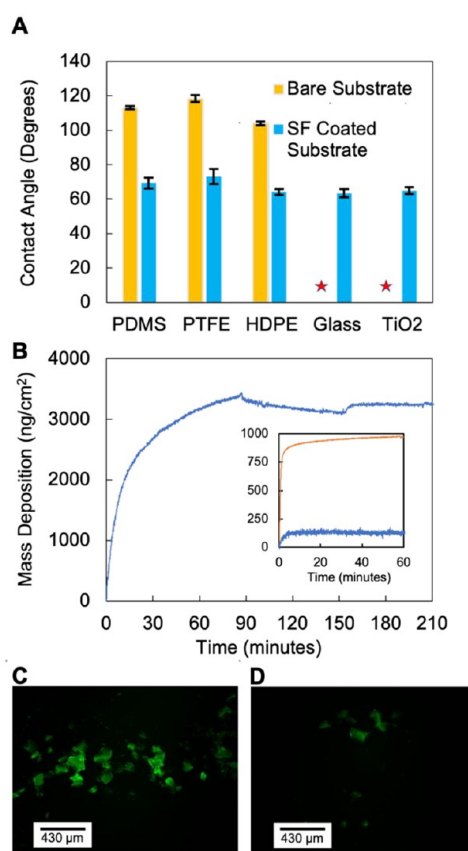 A
Contact Angle (Degrees)
140
120
100
80
60
40
20
0
Bare Substrate
SF Coated
Substrate
PDMS PTFE HDPE Glass TiO2
B
Mass Deposition (ng/cm²)
4000
3000
2000
1000
0
1000
750
500
250
0
0 20 40 60
Time (minutes)
0 30 60 90 120 150 180 210
Time (minutes)
C
D
430 µm
430 µm